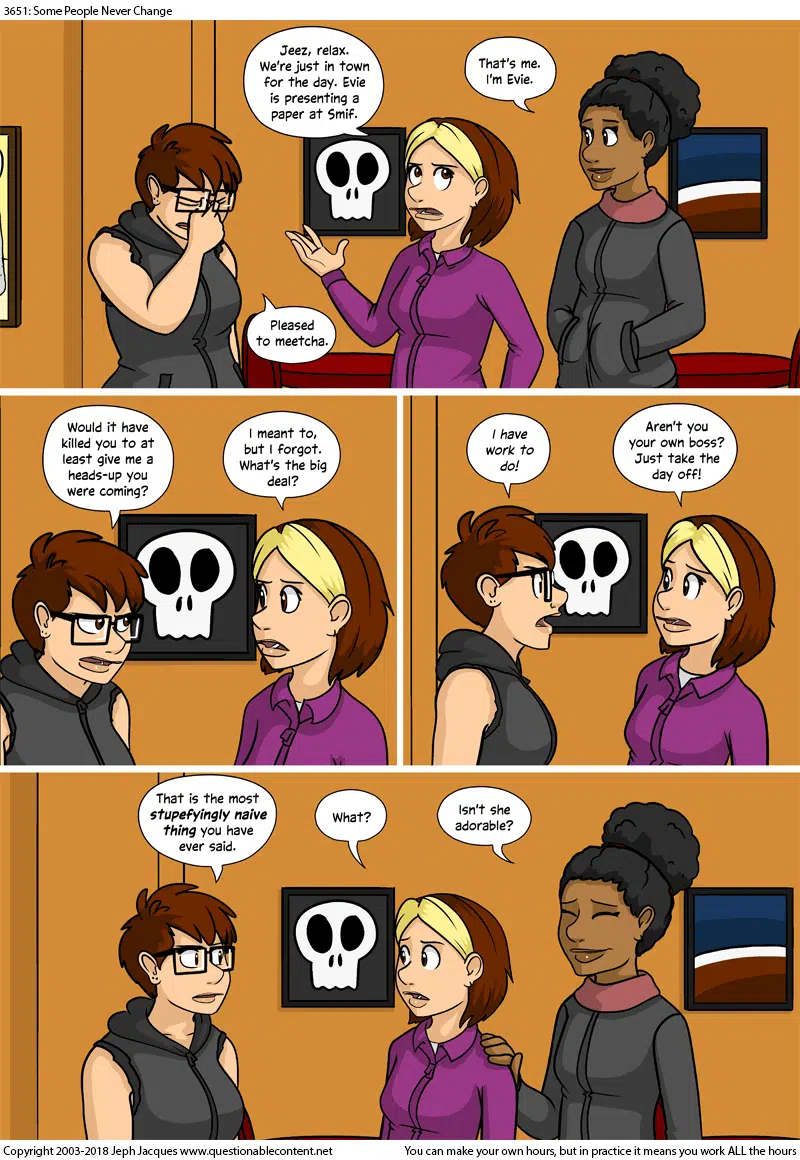 3651: Some People Never Change
Jeez, relax.
We're just in town
for the day. Evie
is presenting a
paper at Smif.
That's me.
I'm Evie.
Pleased
to meetcha.
Would it have
killed you to at
least give me a
heads-up you
were coming?
I meant to,
but I forgot.
What's the big
deal?
I have
work to
do!
Aren't you
your own boss?
Just take the
day off!
That is the most
stupefyingly naive
thing you have
ever said.
What?
Isn't she
adorable?
Copyright 2003-2018 Jeph Jacques www.questionablecontent.net
You can make your own hours, but in practice it means you work ALL the hours